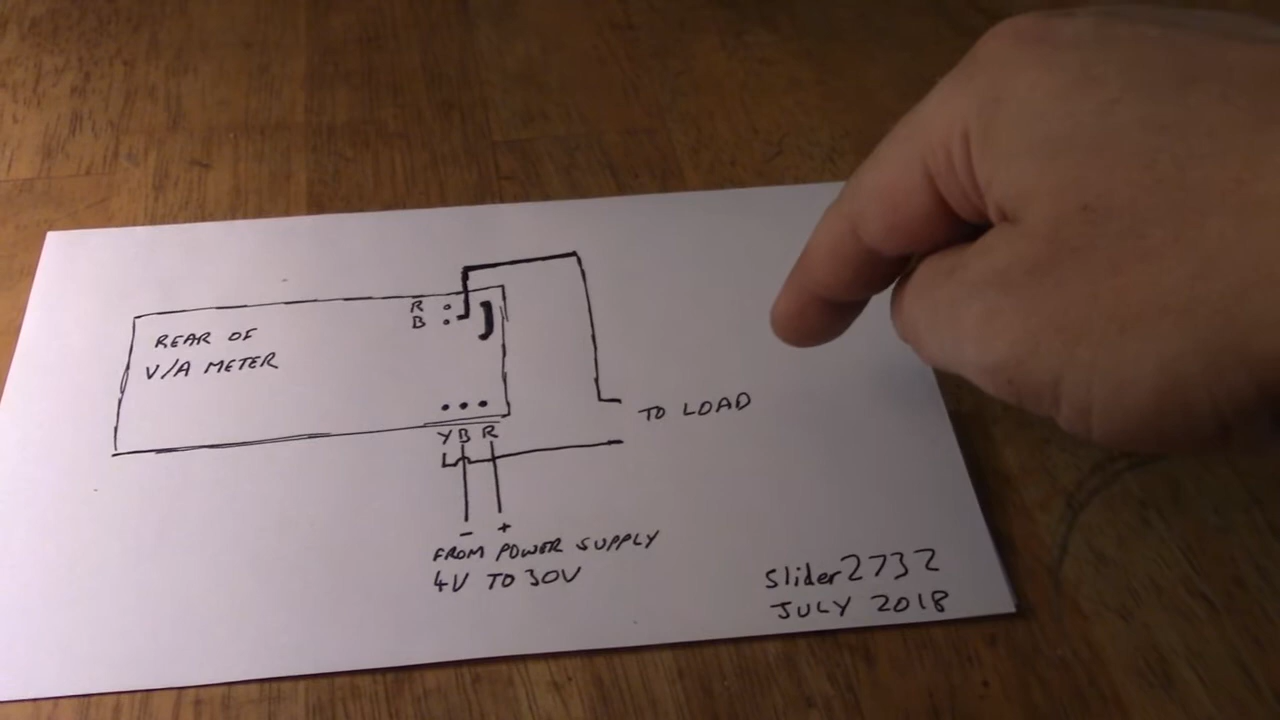 REAR OF
V/A METER
R
B
Y B R
TO LOAD
- +
FROM POWER SUPPLY
4V TO 30V
Slider2732
JULY 2018